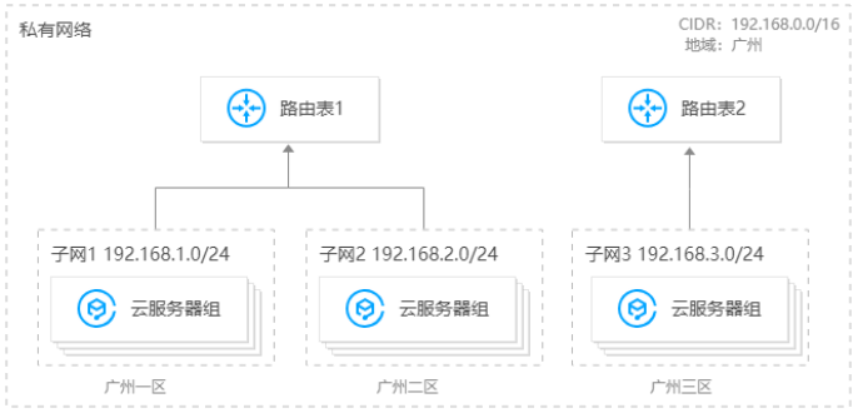 私有网络
CIDR：192.168.0.0/16
地域：广州
路由表1
路由表2
子网1 192.168.1.0/24
子网2 192.168.2.0/24
子网3 192.168.3.0/24
云服务器组
云服务器组
云服务器组
广州一区
广州二区
广州三区